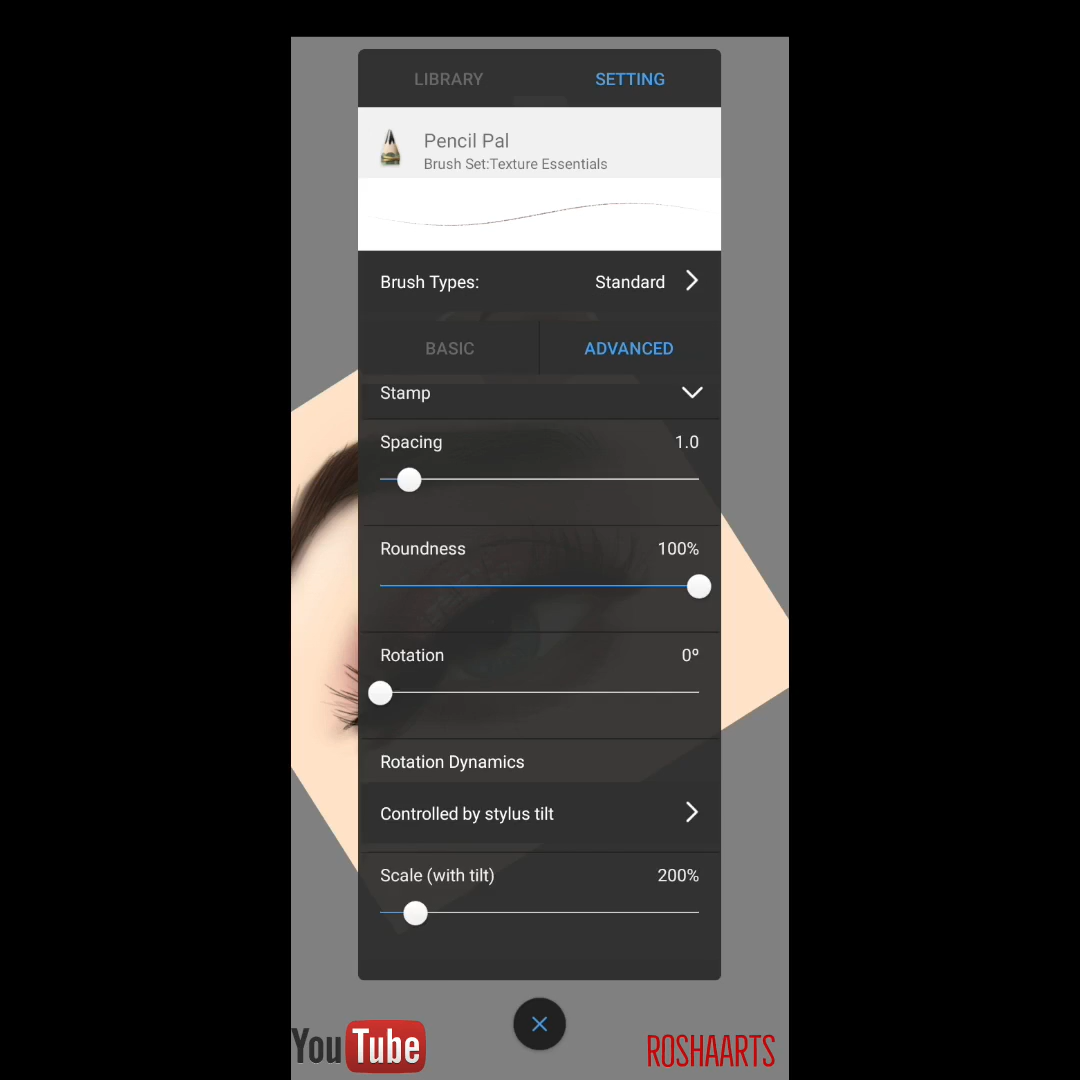 LIBRARY SETTING
Pencil Pal
Brush Set:Texture Essentials
Brush Types: Standard
BASIC ADVANCED
Stamp
Spacing 1.0
Roundness 100%
Rotation 0º
Rotation Dynamics
Controlled by stylus tilt
Scale (with tilt) 200%
YouTube ROSHAARTS